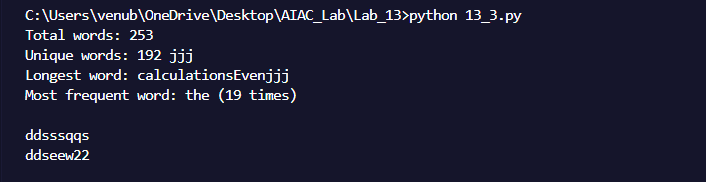 C:\Users\venub\OneDrive\Desktop\AIAC_Lab\Lab_13>python 13_3.py
Total words: 253
Unique words: 192 jjj
Longest word: calculationsEvenjjj
Most frequent word: the (19 times)
ddsssqqs
ddseew22